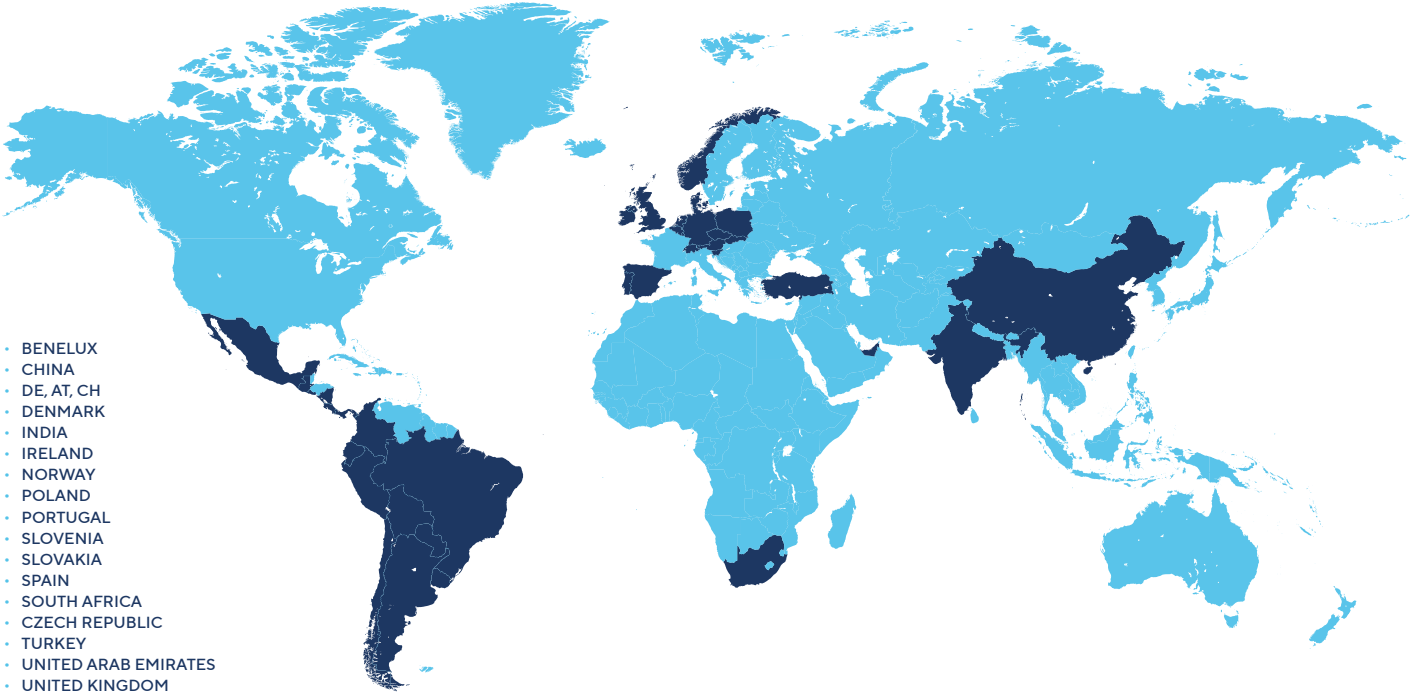 BENELUX
CHINA
DE, AT, CH
DENMARK
INDIA
IRELAND
NORWAY
POLAND
PORTUGAL
SLOVENIA
SLOVAKIA
SPAIN
SOUTH AFRICA
CZECH REPUBLIC
TURKEY
UNITED ARAB EMIRATES
UNITED KINGDOM